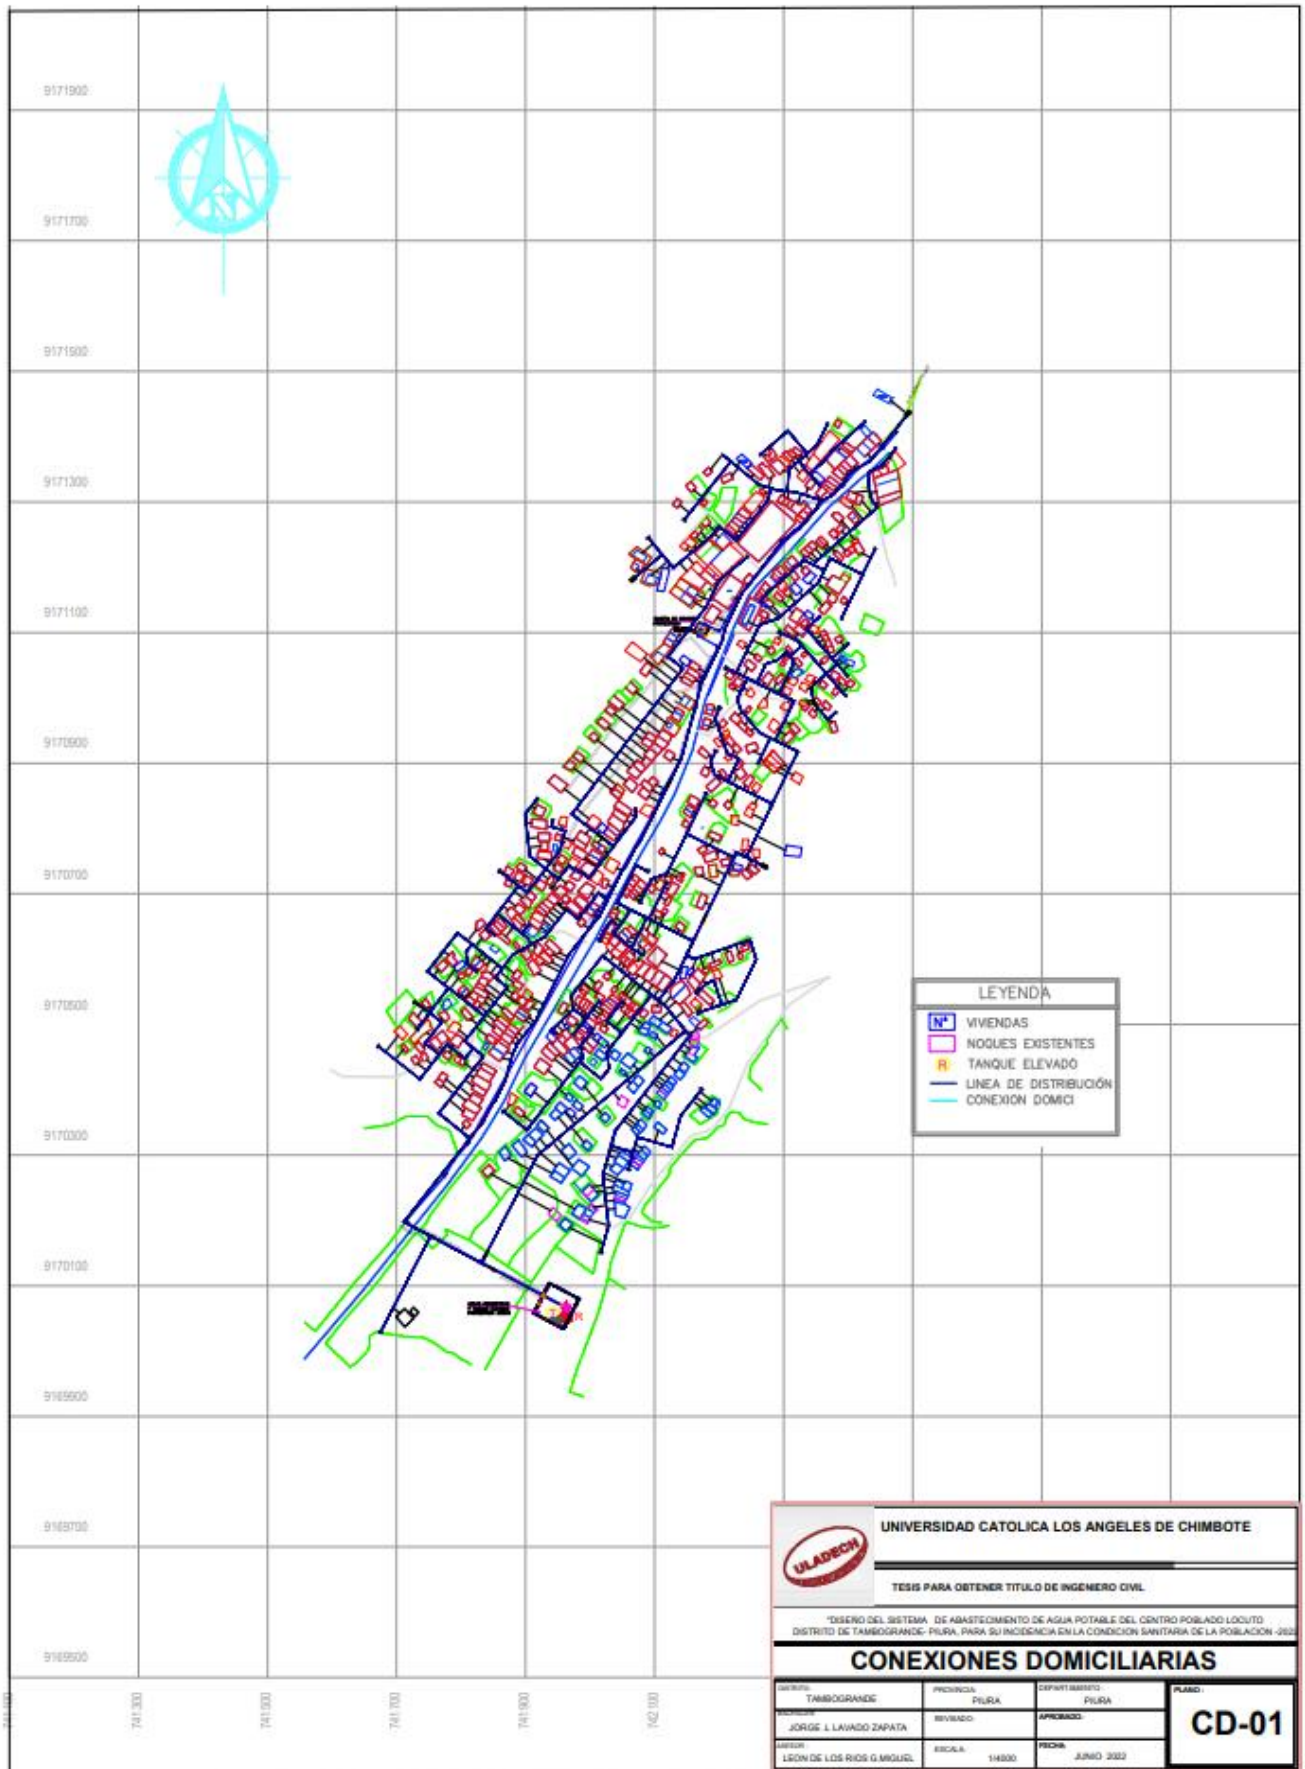 9171900
9171700
9171500
9171300
9171100
9170900
9170700
9170500
9170300
9170100
9169900
9169700
9169500
741300
741500
741700
741900
742100
N
R
LEYENDA
Nº VIVIENDAS
NOQUES EXISTENTES
R TANQUE ELEVADO
LINEA DE DISTRIBUCIÓN
CONEXION DOMICI
ULADECH
UNIVERSIDAD CATOLICA LOS ANGELES DE CHIMBOTE
TESIS PARA OBTENER TITULO DE INGENIERO CIVIL
"DISEÑO DEL SISTEMA DE ABASTECIMIENTO DE AGUA POTABLE DEL CENTRO POBLADO LOCUTO
DISTRITO DE TAMBOGRANDE- PIURA, PARA SU INCIDENCIA EN LA CONDICION SANITARIA DE LA POBLACION -2022
CONEXIONES DOMICILIARIAS
TAMBOGRANDE
PROVINCIA:
PIURA
DEPARTAMENTO:
PIURA
PLANO:
CD-01
JORGE L LAVADO ZAPATA
REVISADO:
APROBADO:
ASESOR:
LEON DE LOS RIOS G.MIGUEL
ESCALA:
1/4000
FECHA:
JUNIO 2022